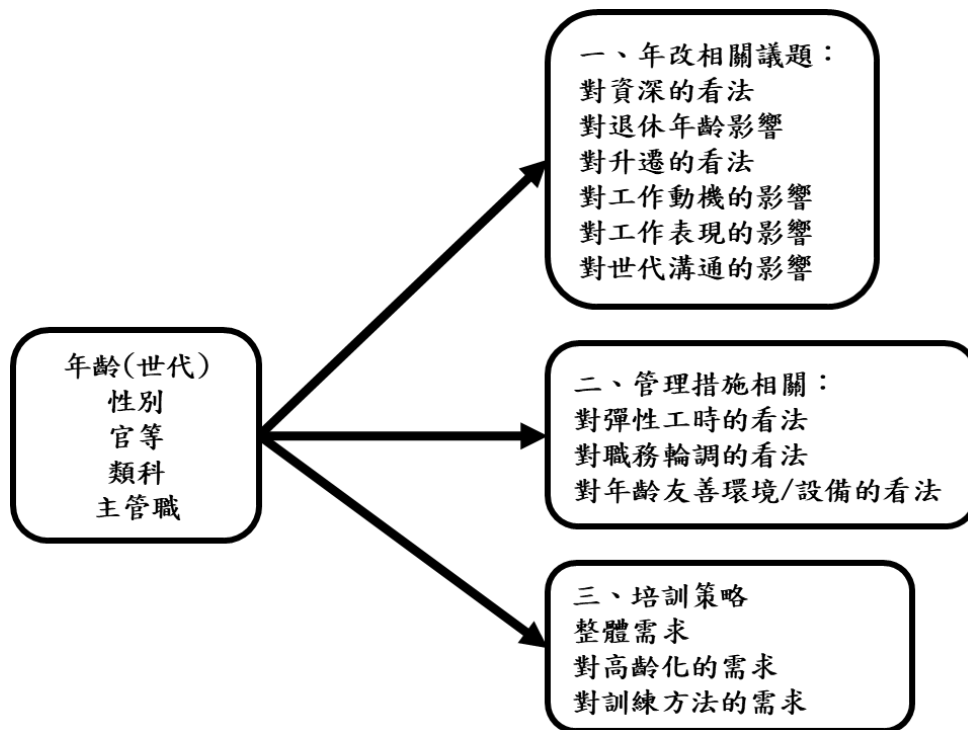 年齡(世代)
性別
官等
類科
主管職
一、年改相關議題：
對資深的看法
對退休年齡影響
對升遷的看法
對工作動機的影響
對工作表現的影響
對世代溝通的影響
二、管理措施相關：
對彈性工時的看法
對職務輪調的看法
對年齡友善環境/設備的看法
三、培訓策略
整體需求
對高齡化的需求
對訓練方法的需求